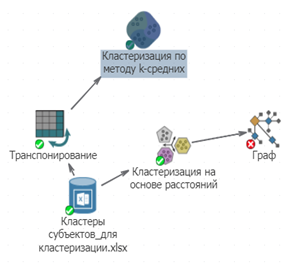 Кластеризация по
методу k-средних
Транспонирование
Кластеризация на
основе расстояний
Граф
Кластеры
субъектов_для
кластеризации.xlsx